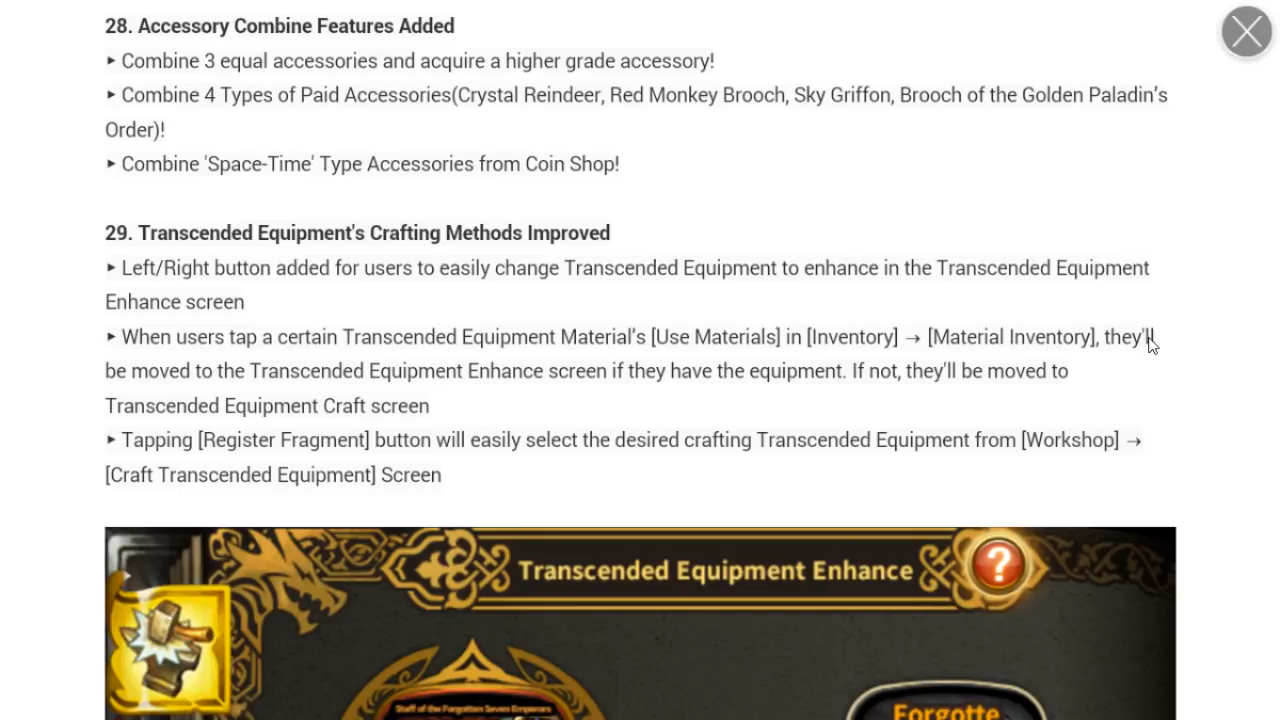 28. Accessory Combine Features Added
▸ Combine 3 equal accessories and acquire a higher grade accessory!
▸ Combine 4 Types of Paid Accessories(Crystal Reindeer, Red Monkey Brooch, Sky Griffon, Brooch of the Golden Paladin’s
Order)!
▸ Combine 'Space-Time' Type Accessories from Coin Shop!
29. Transcended Equipment's Crafting Methods Improved
▸ Left/Right button added for users to easily change Transcended Equipment to enhance in the Transcended Equipment
Enhance screen
▸ When users tap a certain Transcended Equipment Material’s [Use Materials] in [Inventory] → [Material Inventory], they'll
be moved to the Transcended Equipment Enhance screen if they have the equipment. If not, they'll be moved to
Transcended Equipment Craft screen
▸ Tapping [Register Fragment] button will easily select the desired crafting Transcended Equipment from [Workshop] →
[Craft Transcended Equipment] Screen
Transcended Equipment Enhance
?
Staff of the Forgotten Seven Emperors
Forgotte